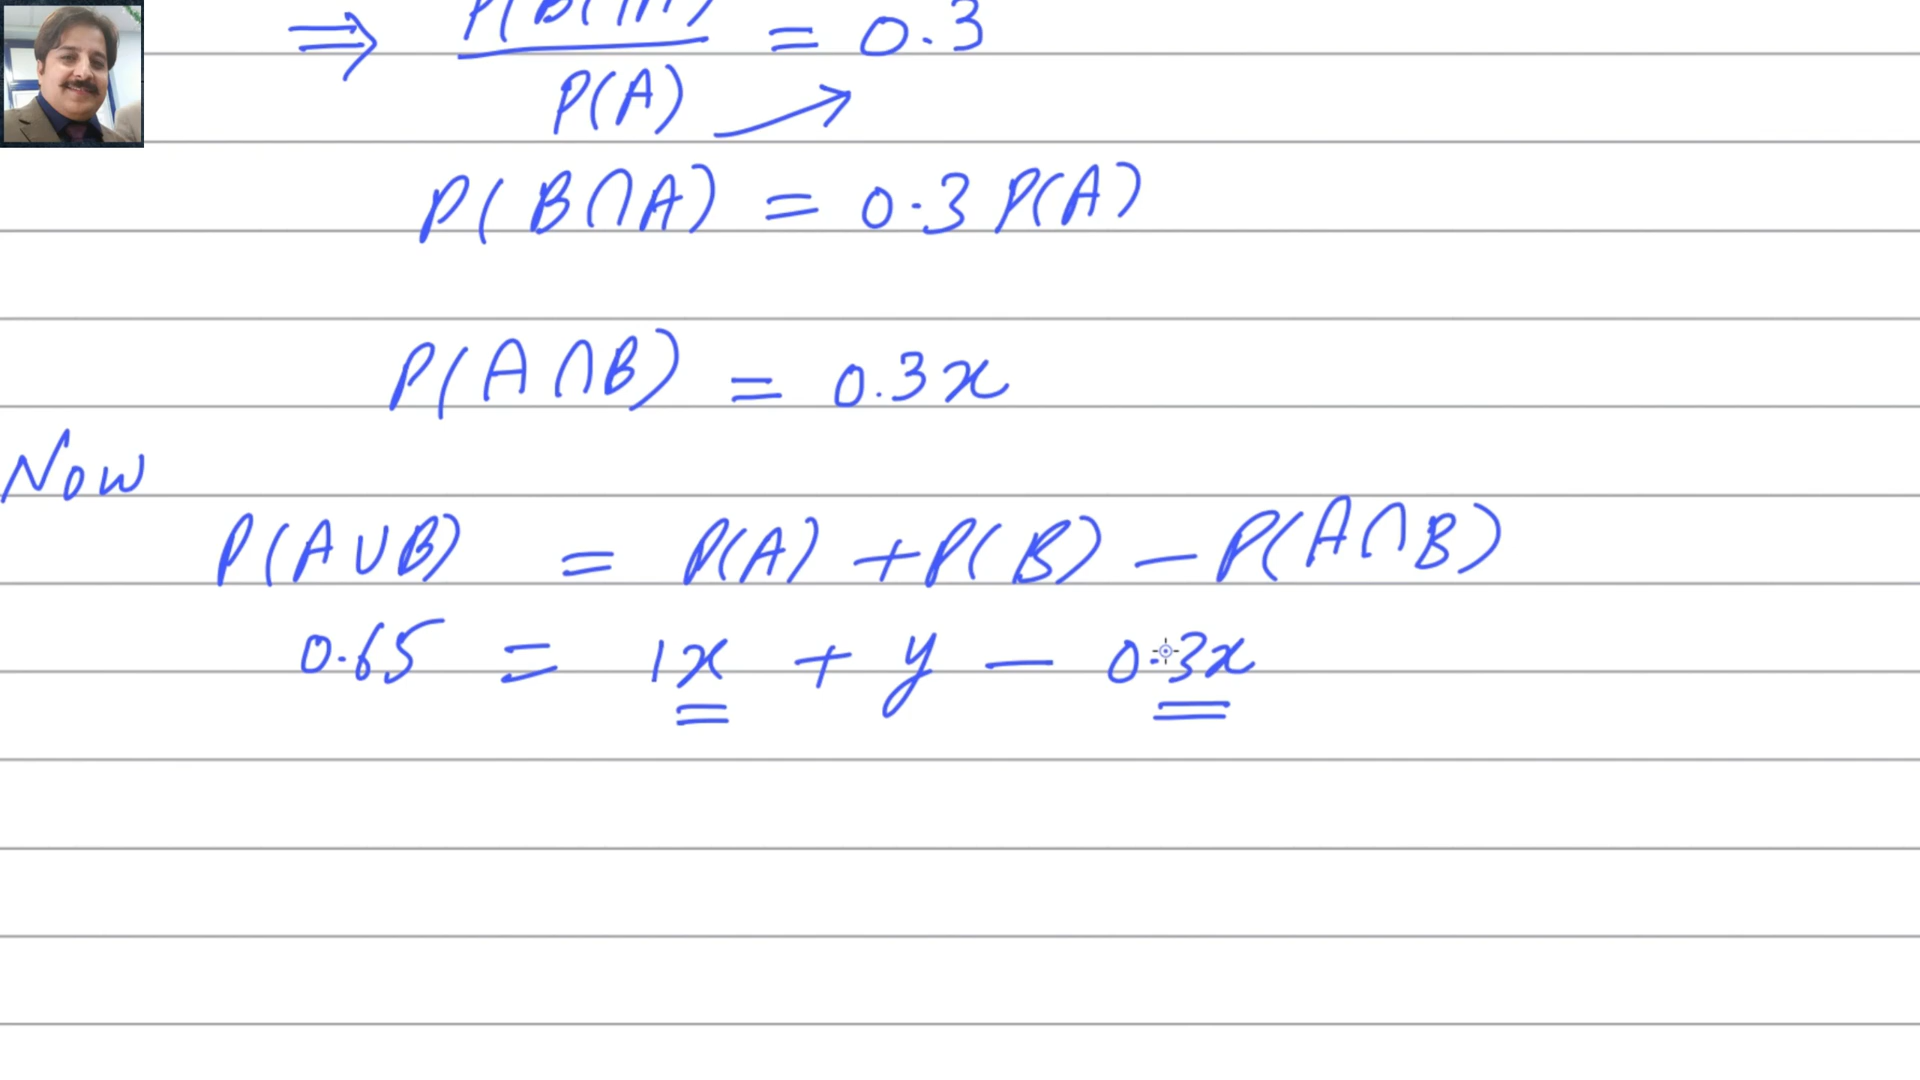 ⇒ P(B∩A) / P(A) = 0.3
P(B∩A) = 0.3 P(A)
P(A∩B) = 0.3x
Now
P(A∪B) = P(A) + P(B) − P(A∩B)
0.65 = 1x + y − 0.3x